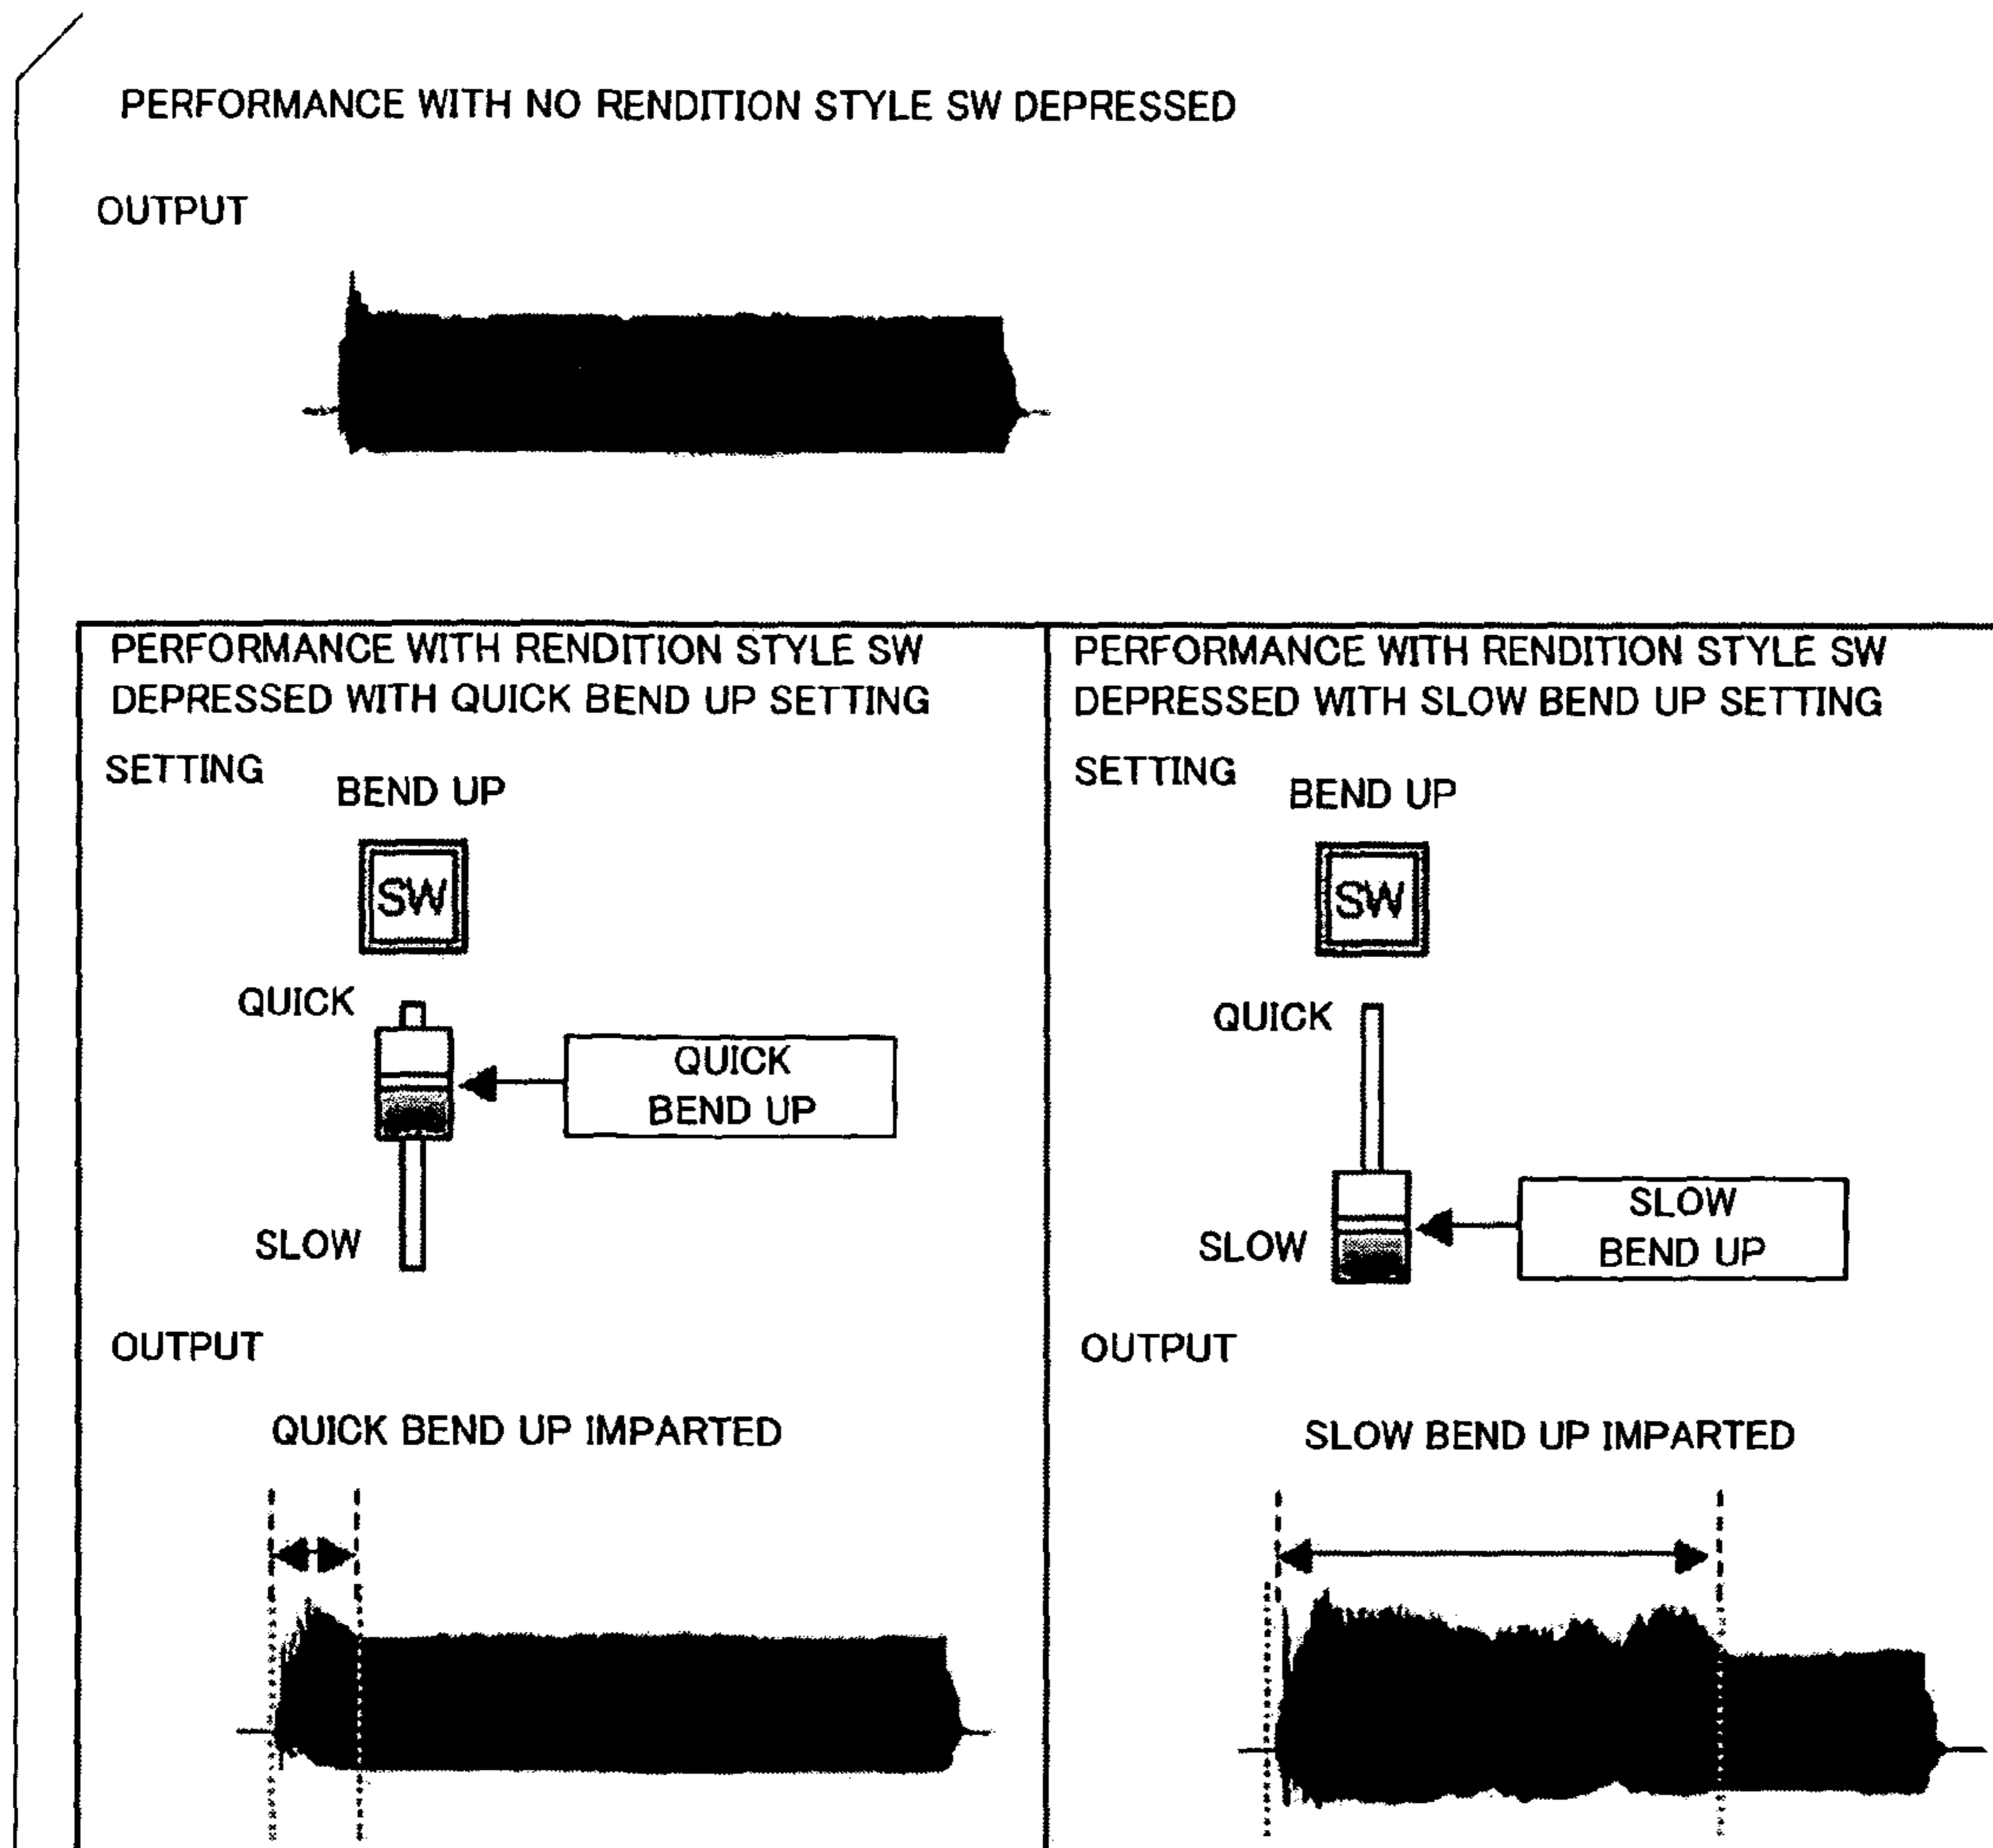 PERFORMANCE WITH NO RENDITION STYLE SW DEPRESSED
OUTPUT
PERFORMANCE WITH RENDITION STYLE SW
DEPRESSED WITH QUICK BEND UP SETTING
SETTING
BEND UP
SW
QUICK
QUICK
BEND UP
SLOW
OUTPUT
QUICK BEND UP IMPARTED
PERFORMANCE WITH RENDITION STYLE SW
DEPRESSED WITH SLOW BEND UP SETTING
SETTING
BEND UP
SW
QUICK
SLOW
BEND UP
SLOW
OUTPUT
SLOW BEND UP IMPARTED